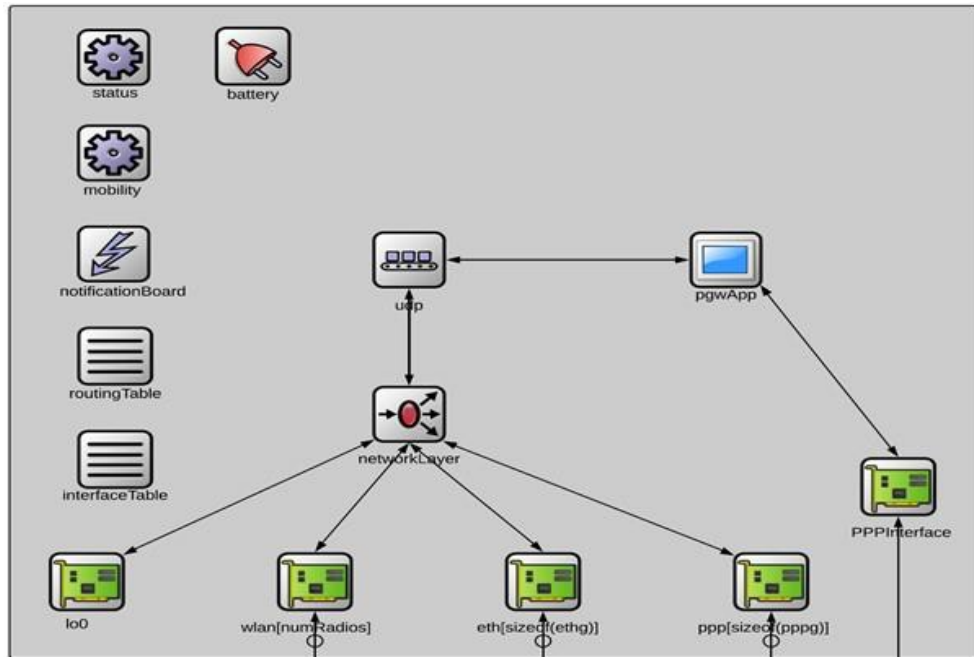 status
battery
mobility
notificationBoard
udp
pgwApp
routingTable
networkLayer
interfaceTable
PPPInterface
lo0
wlan[numRadios]
eth[sizeof(ethg)]
ppp[sizeof(pppg)]